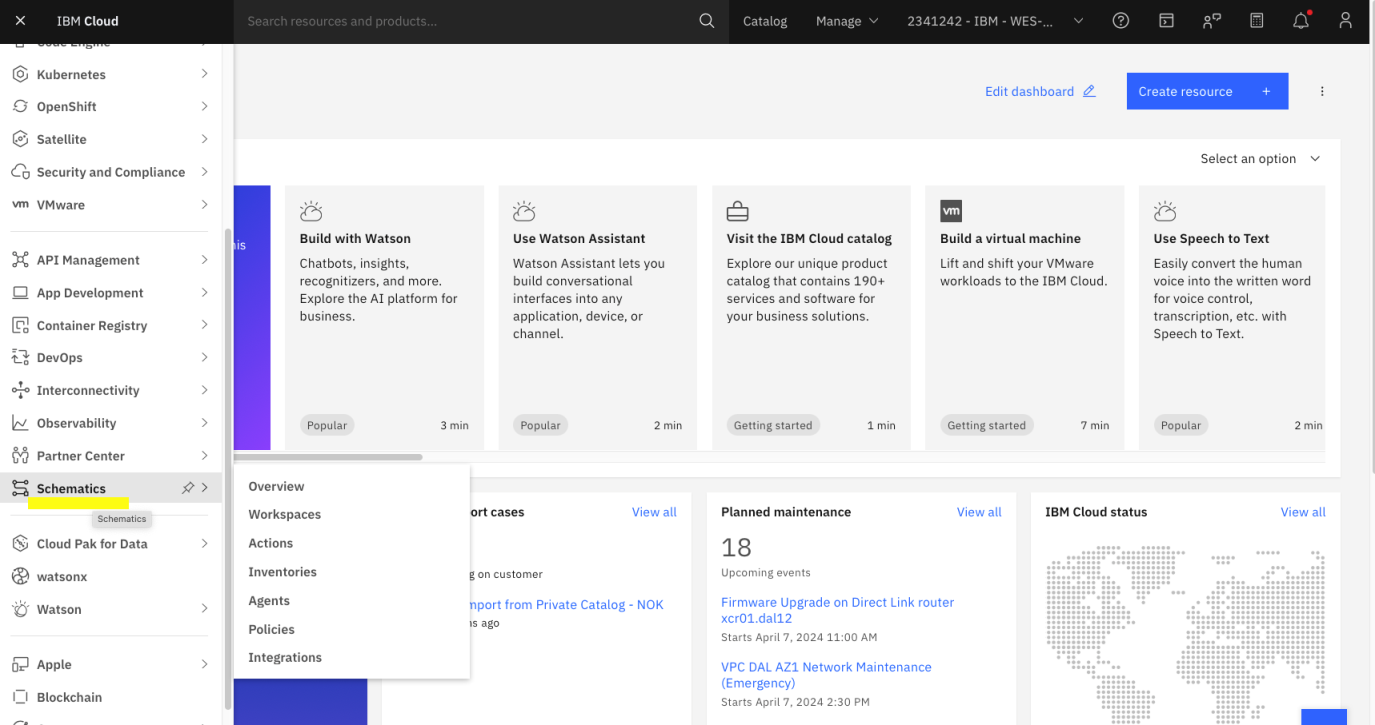 IBM Cloud
Search resources and products...
Catalog
Manage
2341242 - IBM - WES-...
Code Engine
Kubernetes
OpenShift
Satellite
Security and Compliance
vm VMware
API Management
App Development
Container Registry
DevOps
Interconnectivity
Observability
Partner Center
Schematics
Schematics
Cloud Pak for Data
watsonx
Watson
Apple
Blockchain
Edit dashboard
Create resource +
Select an option
his
Build with Watson
Chatbots, insights,
recognizers, and more.
Explore the AI platform for
business.
Popular
3 min
Use Watson Assistant
Watson Assistant lets you
build conversational
interfaces into any
application, device, or
channel.
Popular
2 min
Visit the IBM Cloud catalog
Explore our unique product
catalog that contains 190+
services and software for
your business solutions.
Getting started
1 min
vm
Build a virtual machine
Lift and shift your VMware
workloads to the IBM Cloud.
Getting started
7 min
Use Speech to Text
Easily convert the human
voice into the written word
for voice control,
transcription, etc. with
Speech to Text.
Popular
2 min
Overview
Workspaces
Actions
Inventories
Agents
Policies
Integrations
ort cases
View all
g on customer
mport from Private Catalog - NOK
ns ago
Planned maintenance
View all
18
Upcoming events
Firmware Upgrade on Direct Link router
xcr01.dal12
Starts April 7, 2024 11:00 AM
VPC DAL AZ1 Network Maintenance
(Emergency)
Starts April 7, 2024 2:30 PM
IBM Cloud status
View all